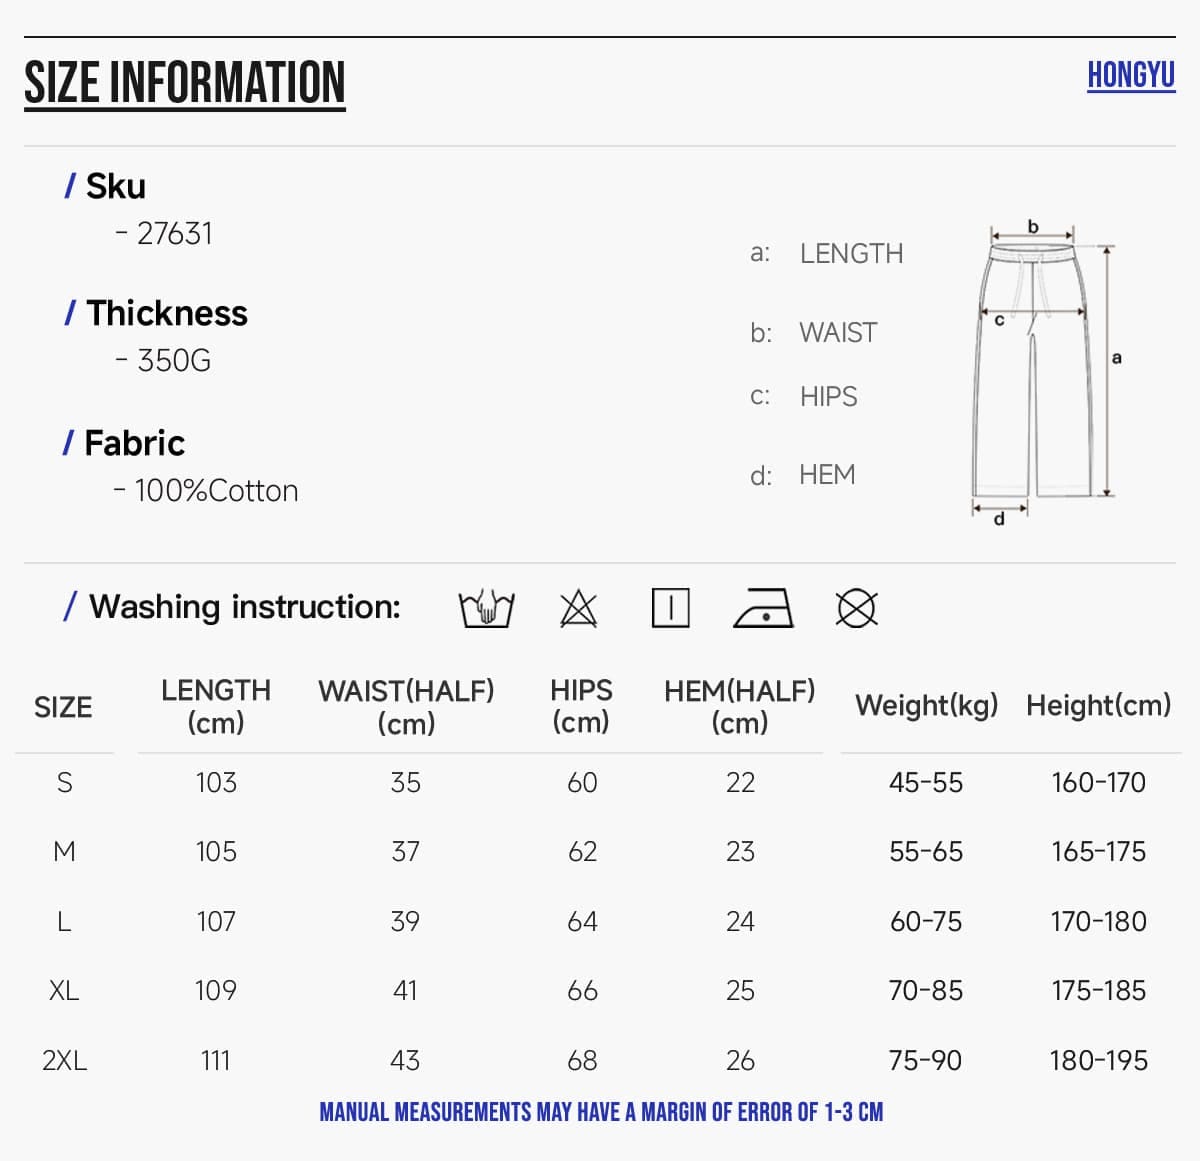 SIZE INFORMATION
HONGYU
/ Sku
- 27631
/ Thickness
- 350G
/ Fabric
- 100%Cotton
a: LENGTH
b: WAIST
c: HIPS
d: HEM
b
c
a
d
/ Washing instruction:
SIZE LENGTH (cm) WAIST(HALF) (cm) HIPS (cm) HEM(HALF) (cm) Weight(kg) Height(cm)
S 103 35 60 22 45-55 160-170
M 105 37 62 23 55-65 165-175
L 107 39 64 24 60-75 170-180
XL 109 41 66 25 70-85 175-185
2XL 111 43 68 26 75-90 180-195
MANUAL MEASUREMENTS MAY HAVE A MARGIN OF ERROR OF 1-3 CM